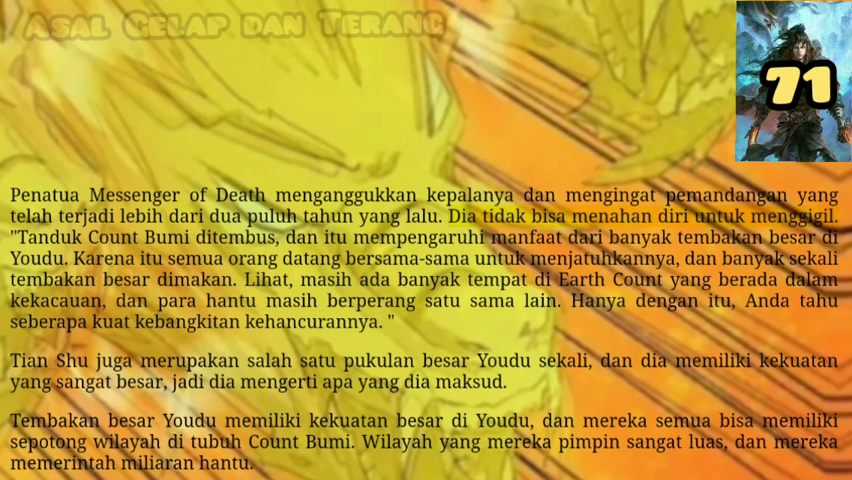 Asal Gelap dan Terang
71
Penatua Messenger of Death menganggukkan kepalanya dan mengingat pemandangan yang
telah terjadi lebih dari dua puluh tahun yang lalu. Dia tidak bisa menahan diri untuk menggigil.
"Tanduk Count Bumi ditembus, dan itu mempengaruhi manfaat dari banyak tembakan besar di
Youdu. Karena itu semua orang datang bersama-sama untuk menjatuhkannya, dan banyak sekali
tembakan besar dimakan. Lihat, masih ada banyak tempat di Earth Count yang berada dalam
kekacauan, dan para hantu masih berperang satu sama lain. Hanya dengan itu, Anda tahu
seberapa kuat kebangkitan kehancurannya. "
Tian Shu juga merupakan salah satu pukulan besar Youdu sekali, dan dia memiliki kekuatan
yang sangat besar, jadi dia mengerti apa yang dia maksud.
Tembakan besar Youdu memiliki kekuatan besar di Youdu, dan mereka semua bisa memiliki
sepotong wilayah di tubuh Count Bumi. Wilayah yang mereka pimpin sangat luas, dan mereka
memerintah miliaran hantu.